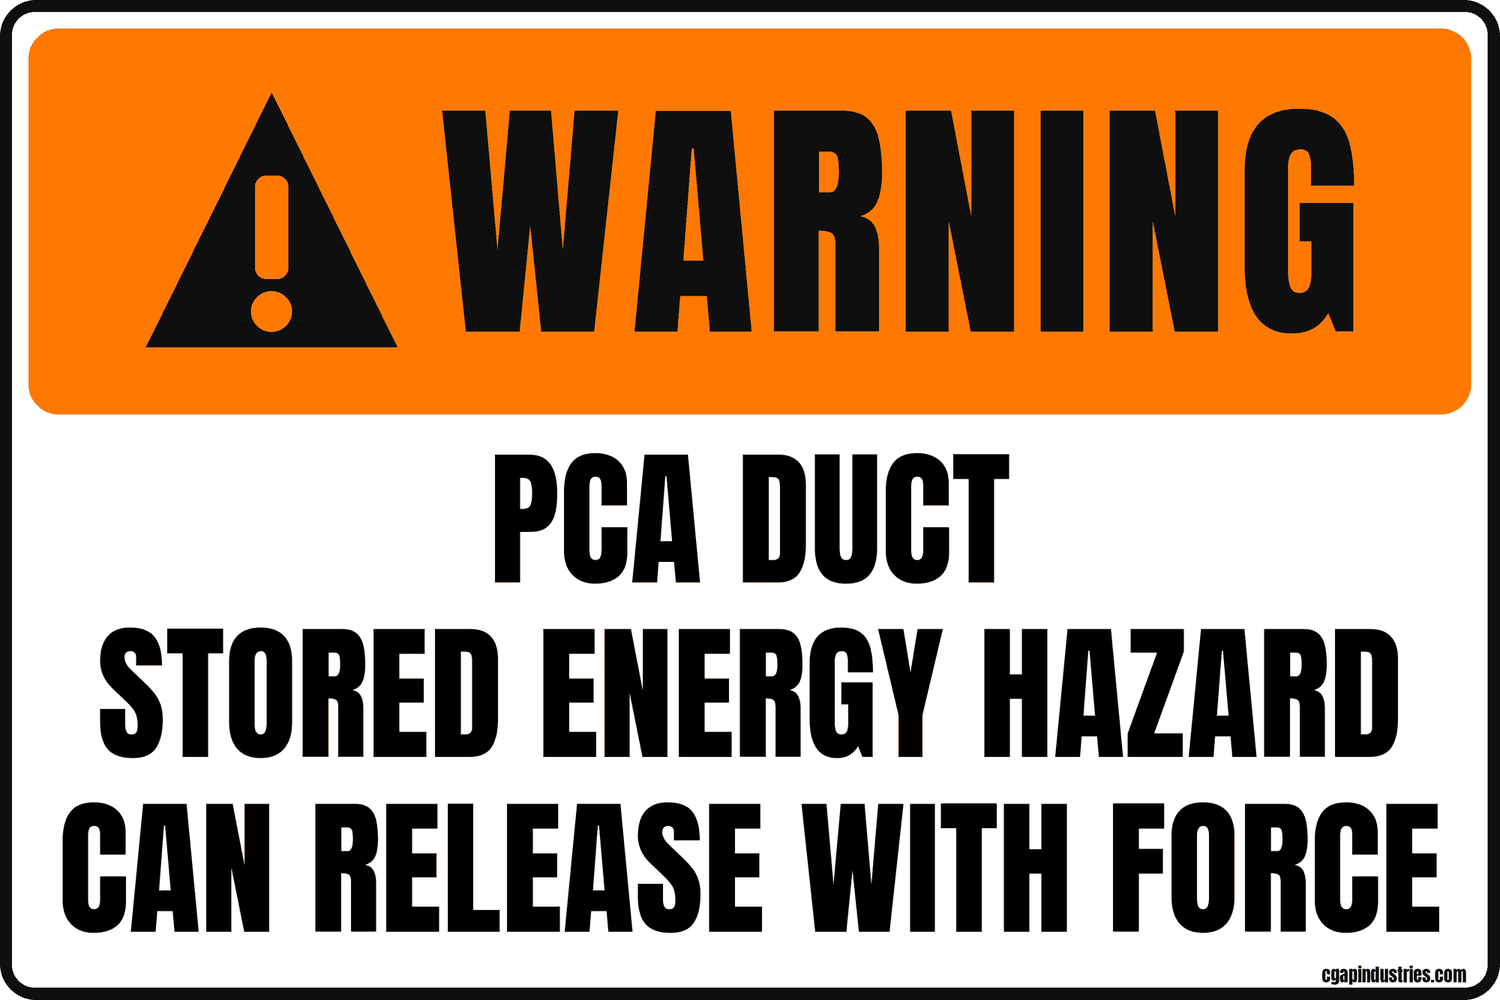 WARNING
PCA DUCT
STORED ENERGY HAZARD
CAN RELEASE WITH FORCE
cgapindustries.com